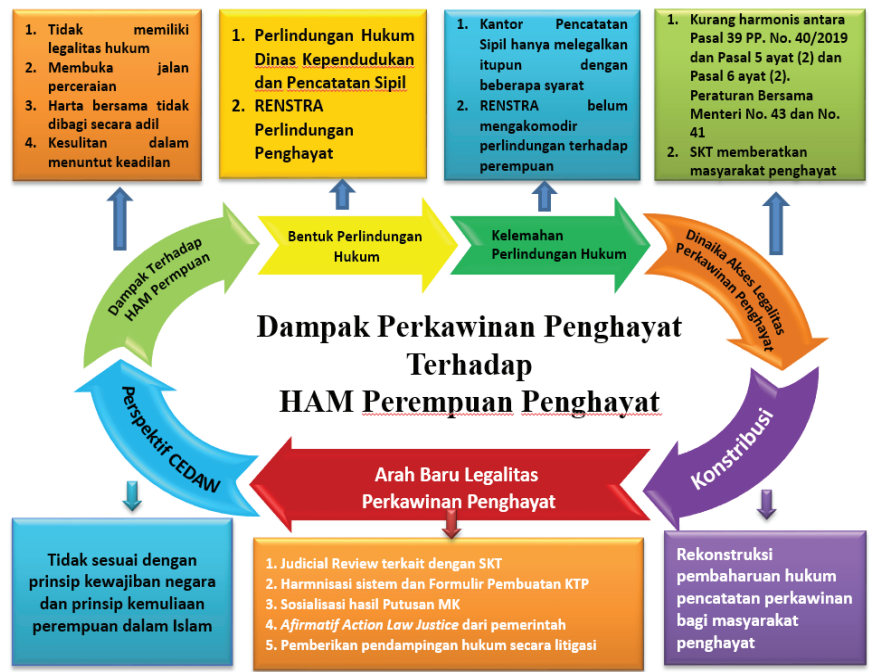 1. Tidak memiliki
legalitas hukum
2. Membuka jalan
perceraian
3. Harta bersama tidak
dibagi secara adil
4. Kesulitan dalam
menuntut keadilan
1. Perlindungan Hukum
Dinas Kependudukan
dan Pencatatan Sipil
2. RENSTRA
Perlindungan
Penghayat
1. Kantor Pencatatan
Sipil hanya melegalkan
itupun dengan
beberapa syarat
2. RENSTRA belum
mengakomodir
perlindungan terhadap
perempuan
1. Kurang harmonis antara
Pasal 39 PP. No. 40/2019
dan Pasal 5 ayat (2) dan
Pasal 6 ayat (2).
Peraturan Bersama
Menteri No. 43 dan No.
41
2. SKT memberatkan
masyarakat penghayat
Dampak Terhadap
HAM Permpuan
Bentuk Perlindungan
Hukum
Kelemahan
Perlindungan Hukum
Dinaika Akses Legalitas
Perkawinan Penghayat
Dampak Perkawinan Penghayat
Terhadap
HAM Perempuan Penghayat
Perspektif CEDAW
Arah Baru Legalitas
Perkawinan Penghayat
Konstribusi
Tidak sesuai dengan
prinsip kewajiban negara
dan prinsip kemuliaan
perempuan dalam Islam
1. Judicial Review terkait dengan SKT
2. Harmnisasi sistem dan Formulir Pembuatan KTP
3. Sosialisasi hasil Putusan MK
4. Afirmatif Action Law Justice dari pemerintah
5. Pemberikan pendampingan hukum secara litigasi
Rekonstruksi
pembaharuan hukum
pencatatan perkawinan
bagi masyarakat
penghayat